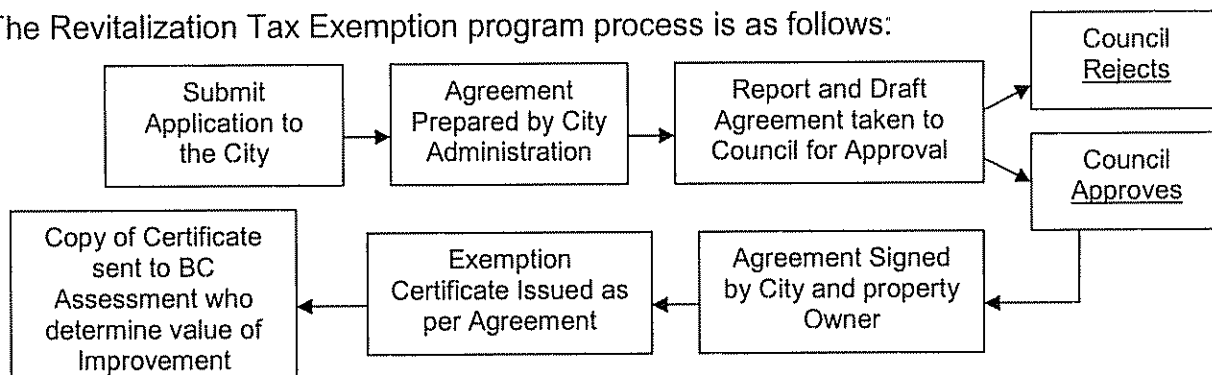 The Revitalization Tax Exemption program process is as follows:
Submit
Application to
the City
Agreement
Prepared by City
Administration
Report and Draft
Agreement taken to
Council for Approval
Council
Rejects
Council
Approves
Agreement Signed
by City and property
Owner
Exemption
Certificate Issued as
per Agreement
Copy of Certificate
sent to BC
Assessment who
determine value of
Improvement